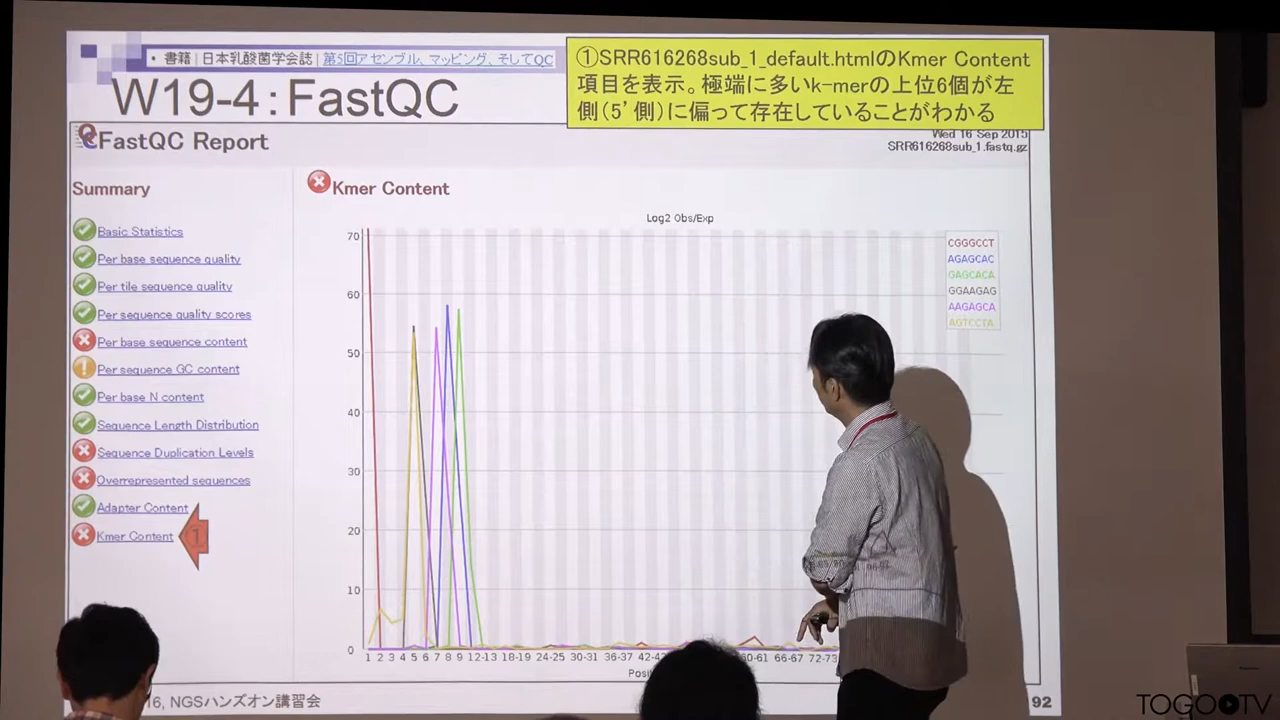 • 書籍 | 日本乳酸菌学会誌 | 第5回アセンブル、マッピング、そしてQC
W19-4：FastQC
①SRR616268sub_1_default.htmlのKmer Content
項目を表示。極端に多いk-merの上位6個が左
側（5’側）に偏って存在していることがわかる
FastQC Report
Wed 16 Sep 2015
SRR616268sub_1.fastq.gz
Summary
Basic Statistics
Per base sequence quality
Per tile sequence quality
Per sequence quality scores
Per base sequence content
Per sequence GC content
Per base N content
Sequence Length Distribution
Sequence Duplication Levels
Overrepresented sequences
Adapter Content
Kmer Content
1
Kmer Content
Log2 Obs/Exp
CGGGCCT
AGAGCAC
GAGCACA
GGAAGAG
AAGAGCA
AGTCCTA
70
60
50
40
30
20
10
0
1 2 3 4 5 6 7 8 9 12-13 18-19 24-25 30-31 36-37 42-4 60-61 66-67 72-73
Posit
16, NGSハンズオン講習会
92
TOGOTV